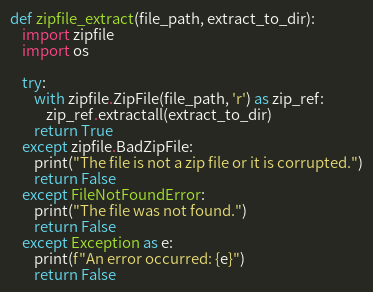 def zipfile_extract(file_path, extract_to_dir):
    import zipfile
    import os

    try:
        with zipfile.ZipFile(file_path, 'r') as zip_ref:
            zip_ref.extractall(extract_to_dir)
        return True
    except zipfile.BadZipFile:
        print("The file is not a zip file or it is corrupted.")
        return False
    except FileNotFoundError:
        print("The file was not found.")
        return False
    except Exception as e:
        print(f"An error occurred: {e}")
        return False